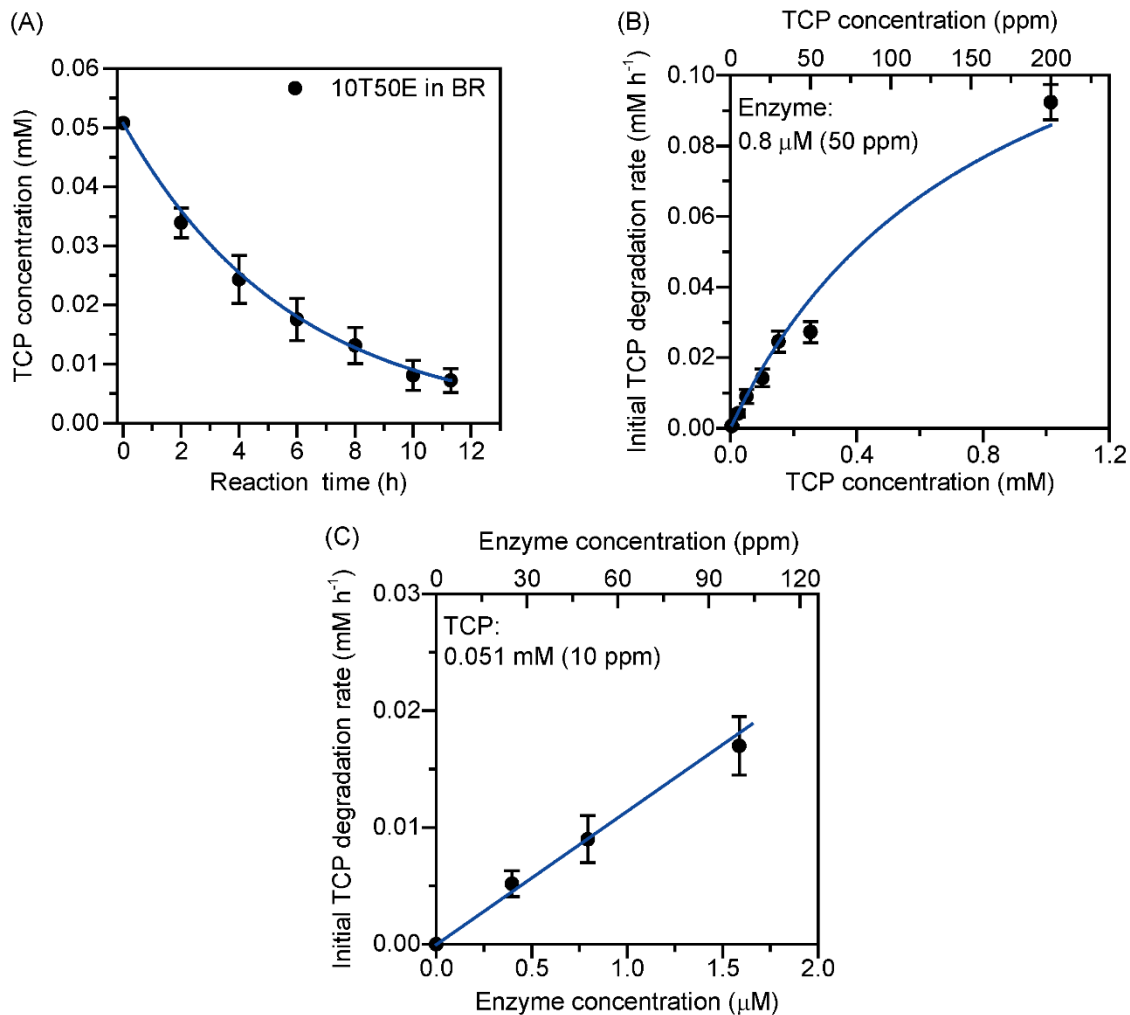 (A)
TCP concentration (mM)
0.06
0.05
0.04
0.03
0.02
0.01
0.00
10T50E in BR
0 2 4 6 8 10 12
Reaction time (h)
(B)
TCP concentration (ppm)
0 50 100 150 200
Initial TCP degradation rate (mM h⁻¹)
0.10
0.08
0.06
0.04
0.02
0.00
Enzyme:
0.8 μM (50 ppm)
0.0 0.4 0.8 1.2
TCP concentration (mM)
(C)
Enzyme concentration (ppm)
0 30 60 90 120
Initial TCP degradation rate (mM h⁻¹)
0.03
0.02
0.01
0.00
TCP:
0.051 mM (10 ppm)
0.0 0.5 1.0 1.5 2.0
Enzyme concentration (μM)